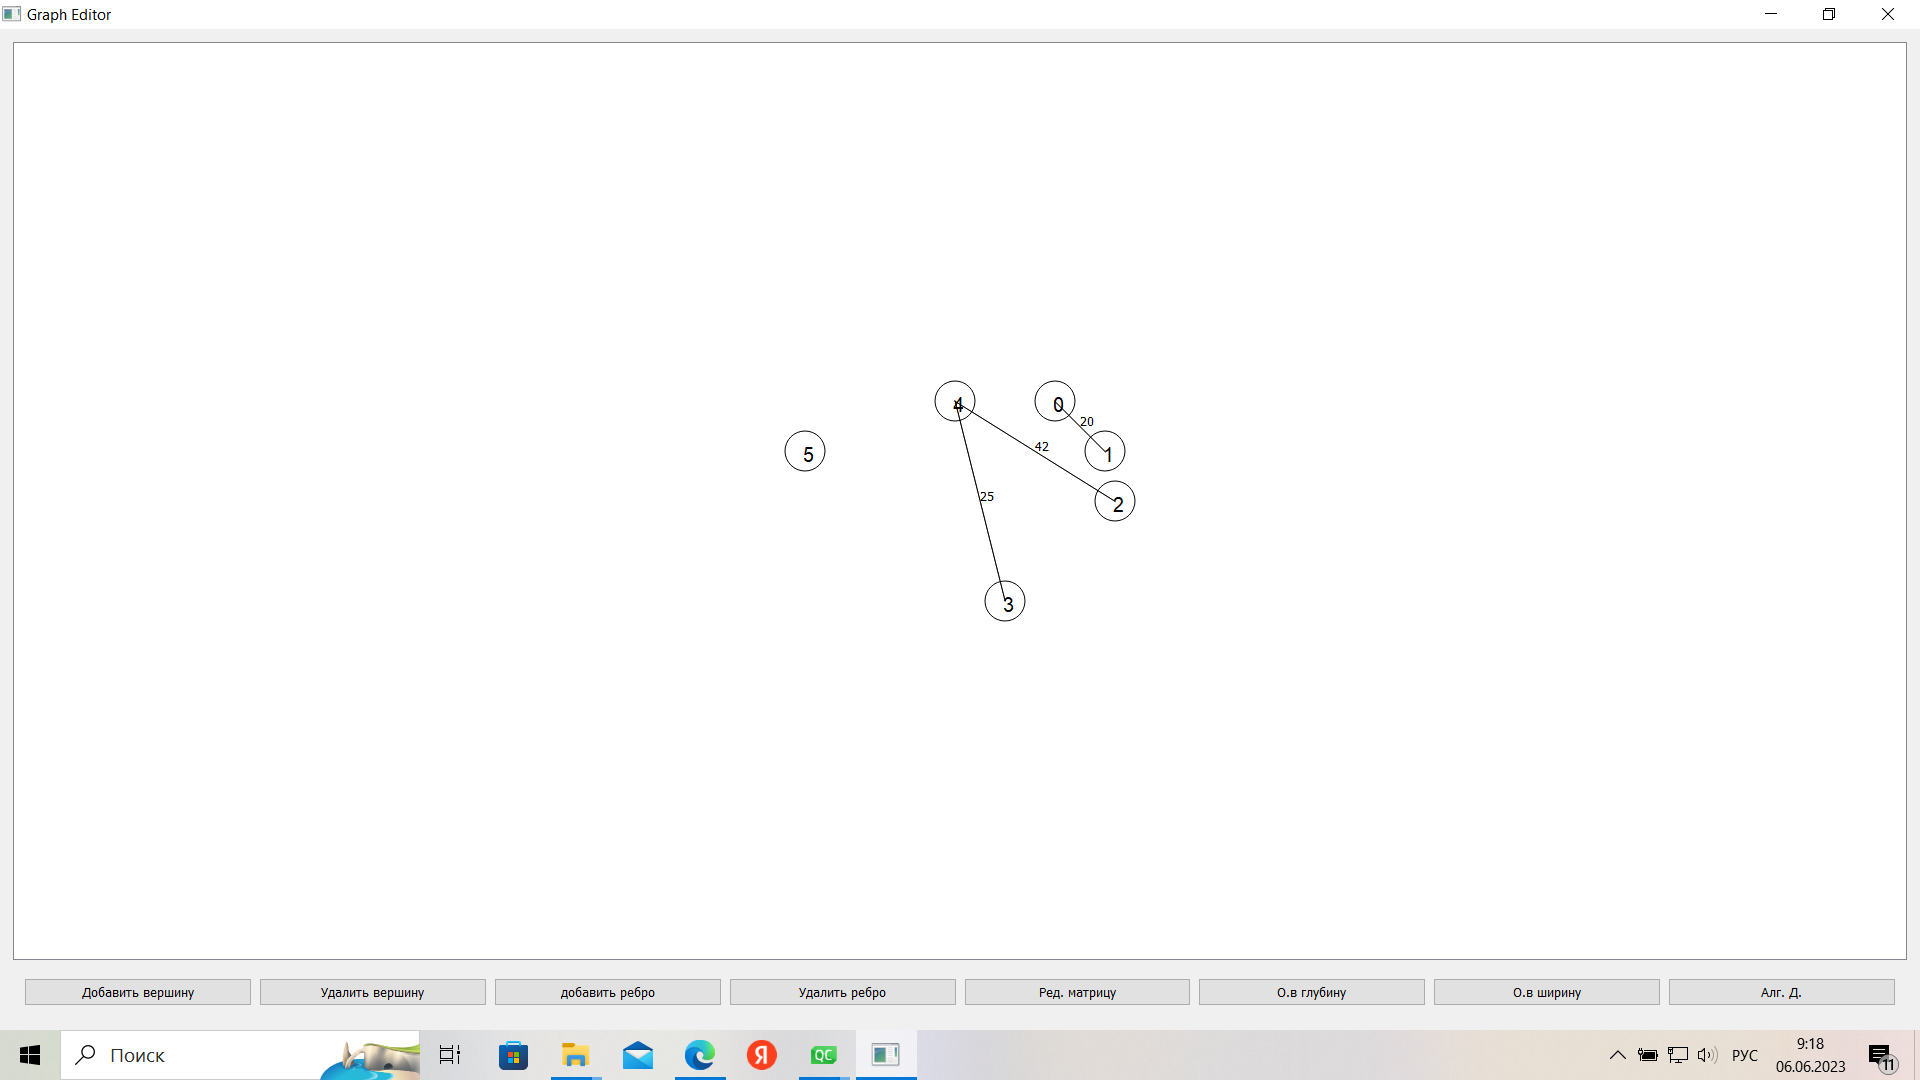 Graph Editor
4
0
20
5
42
1
25
2
3
Добавить вершину
Удалить вершину
добавить ребро
Удалить ребро
Ред. матрицу
О.в глубину
О.в ширину
Алг. Д.
Поиск
QC
Я
РУС
9:18
06.06.2023
11